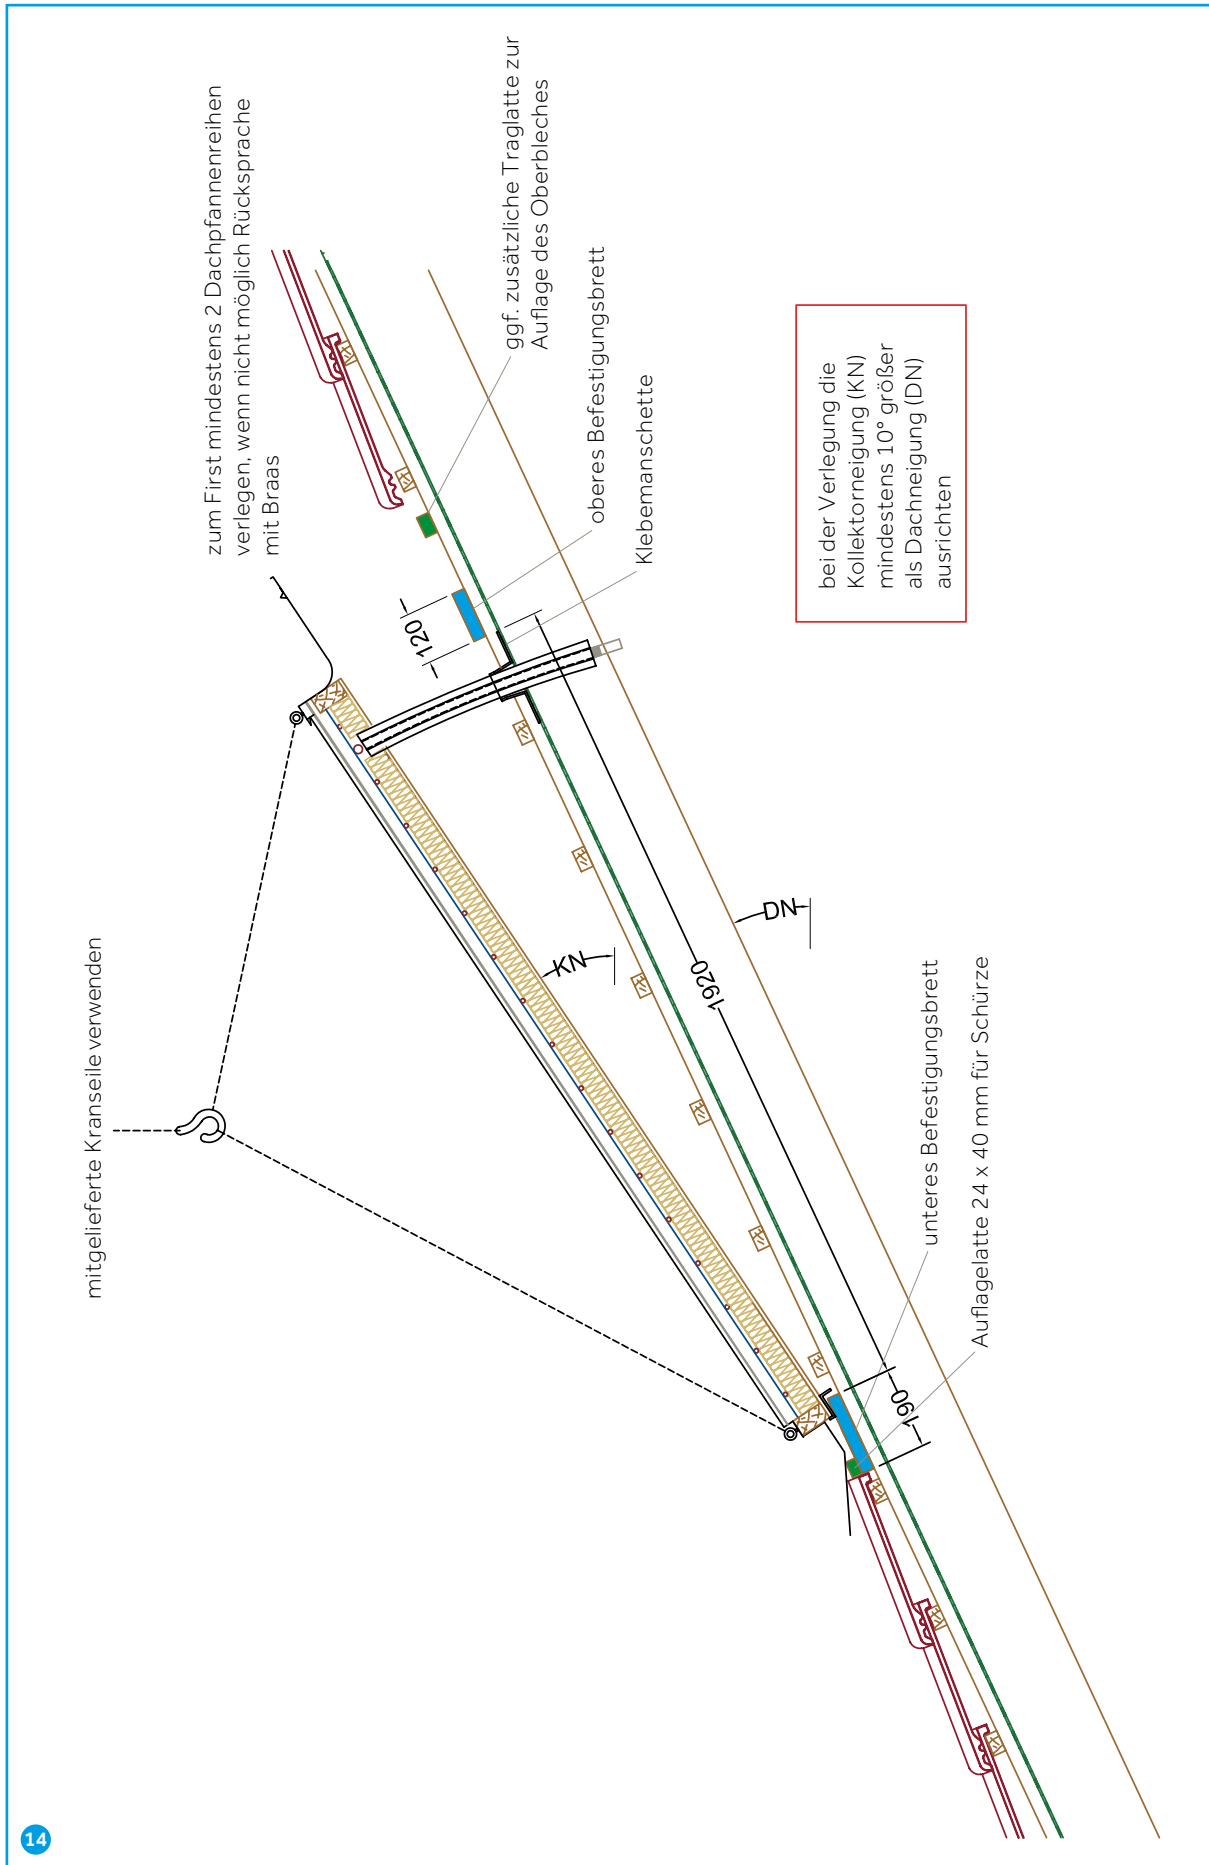 mitgelieferte Kranseile verwenden
zum First mindestens 2 Dachpfannenreihen
verlegen, wenn nicht möglich Rücksprache
mit Braas
ggf. zusätzliche Traglatte zur
Auflage des Oberbleches
oberes Befestigungsbrett
Klebemanschette
120
KN
1920
DN
190
unteres Befestigungsbrett
Auflagelatte 24 x 40 mm für Schürze
bei der Verlegung die
Kollektorneigung (KN)
mindestens 10° größer
als Dachneigung (DN)
ausrichten
14